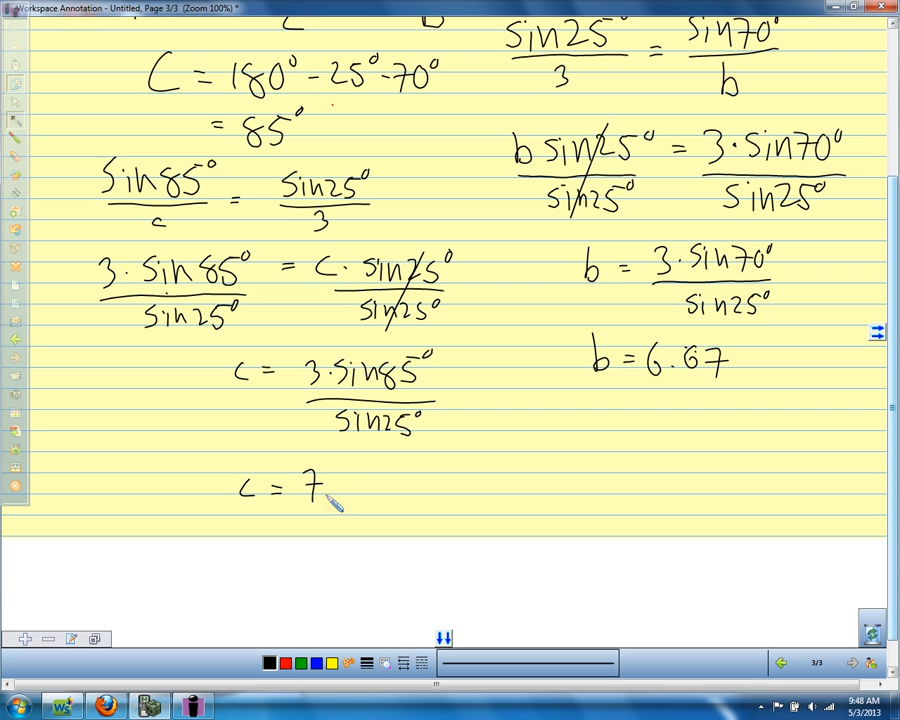 Workspace Annotation - Untitled, Page 3/3 (Zoom 100%) *
C = 180° - 25° - 70°
= 85°
sin85° / c = sin25° / 3
3 · sin85° / sin25° = c · sin25° / sin25°
c = 3 · sin85° / sin25°
c = 7
sin25° / 3 = sin70° / b
b sin25° / sin25° = 3 · sin70° / sin25°
b = 3 · sin70° / sin25°
b = 6.67
3/3
9:48 AM
5/3/2013